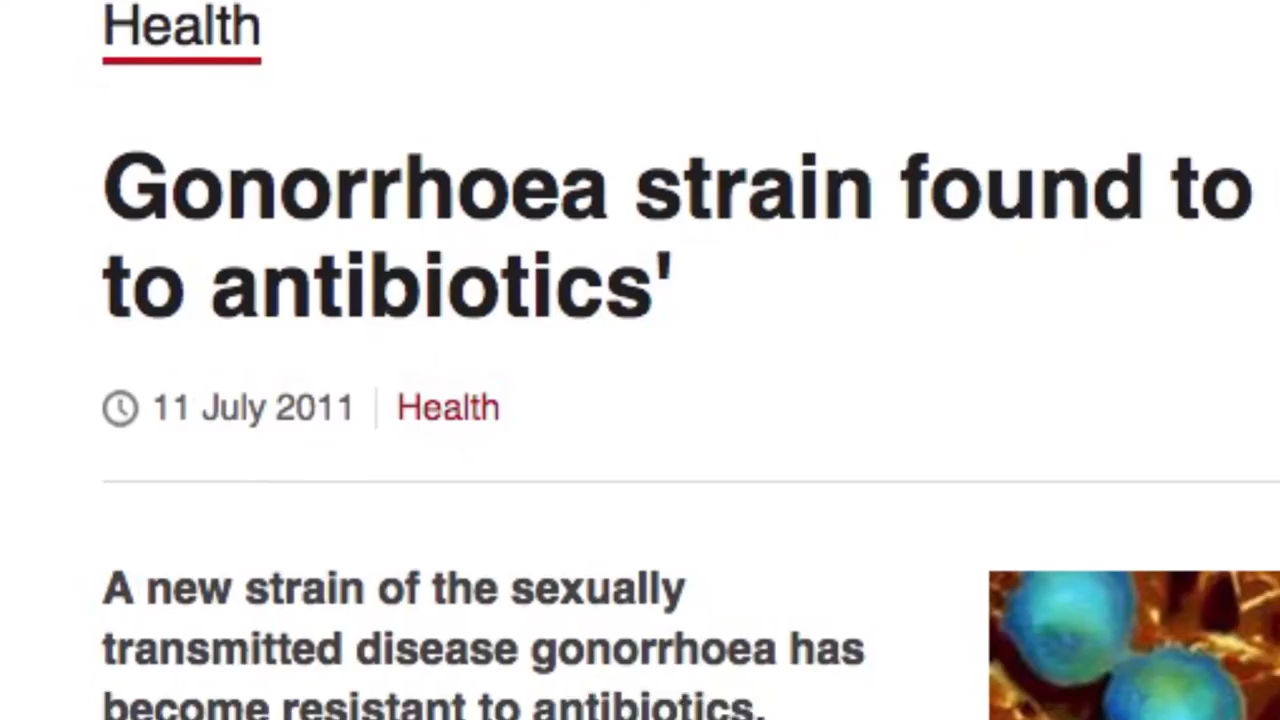 Health
Gonorrhoea strain found to
to antibiotics'
11 July 2011 Health
A new strain of the sexually
transmitted disease gonorrhoea has
become resistant to antibiotics.